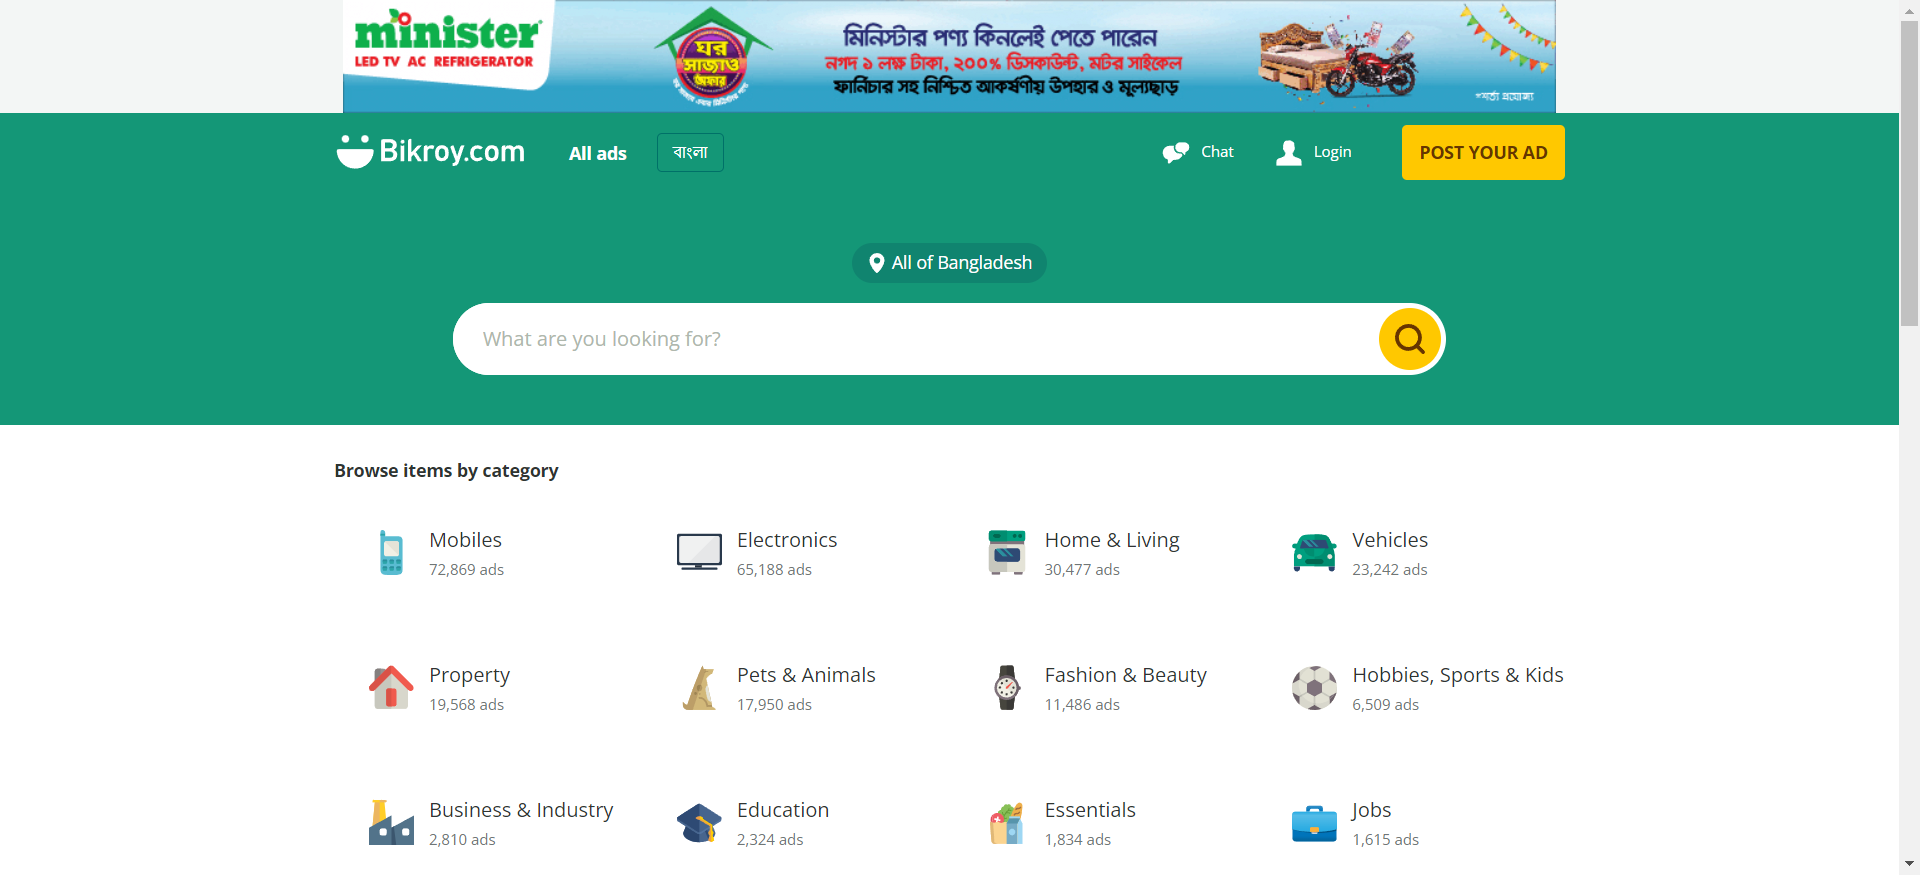 minister
LED TV AC REFRIGERATOR
ঘর
সাজাও
অফার
মিনিস্টার পণ্য কিনলেই পেতে পারেন
নগদ ১ লক্ষ টাকা, ২০০% ডিসকাউন্ট, মটর সাইকেল
ফার্নিচার সহ নিশ্চিত আকর্ষণীয় উপহার ও মূল্যছাড়
*শর্ত প্রযোজ্য
Bikroy.com
All ads
বাংলা
Chat
Login
POST YOUR AD
All of Bangladesh
What are you looking for?
Browse items by category
Mobiles
72,869 ads
Electronics
65,188 ads
Home & Living
30,477 ads
Vehicles
23,242 ads
Property
19,568 ads
Pets & Animals
17,950 ads
Fashion & Beauty
11,486 ads
Hobbies, Sports & Kids
6,509 ads
Business & Industry
2,810 ads
Education
2,324 ads
Essentials
1,834 ads
Jobs
1,615 ads